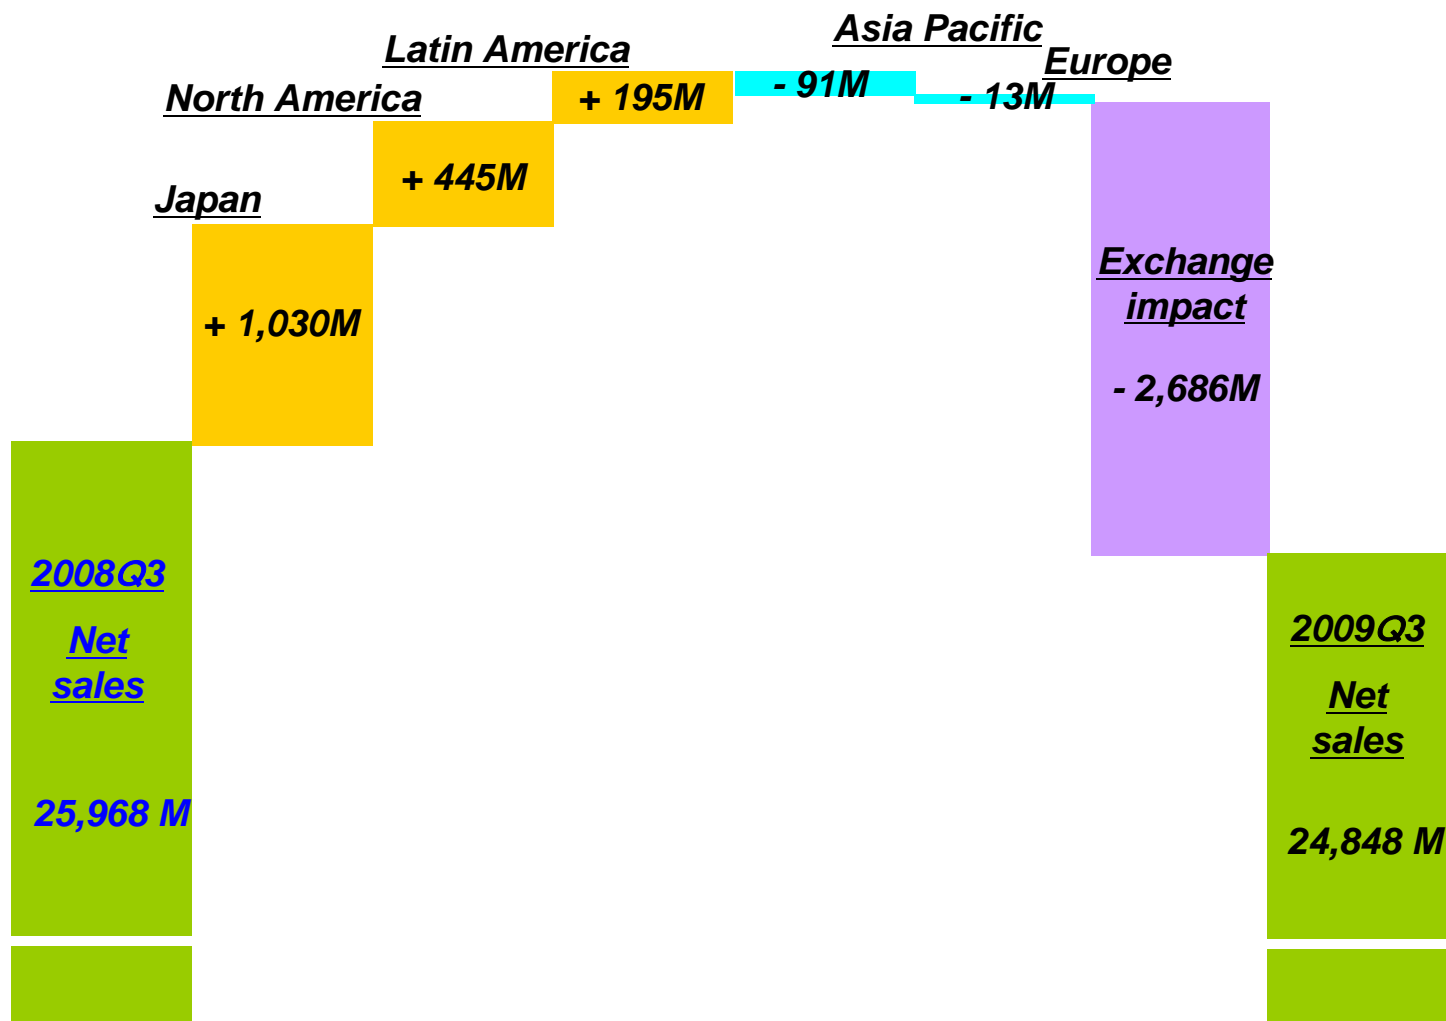 Asia Pacific
Latin America
Europe
North America
+ 195M
- 91M
- 13M
+ 445M
Japan
Exchange
impact
+ 1,030M
- 2,686M
2008Q3
Net
sales
25,968 M
2009Q3
Net
sales
24,848 M